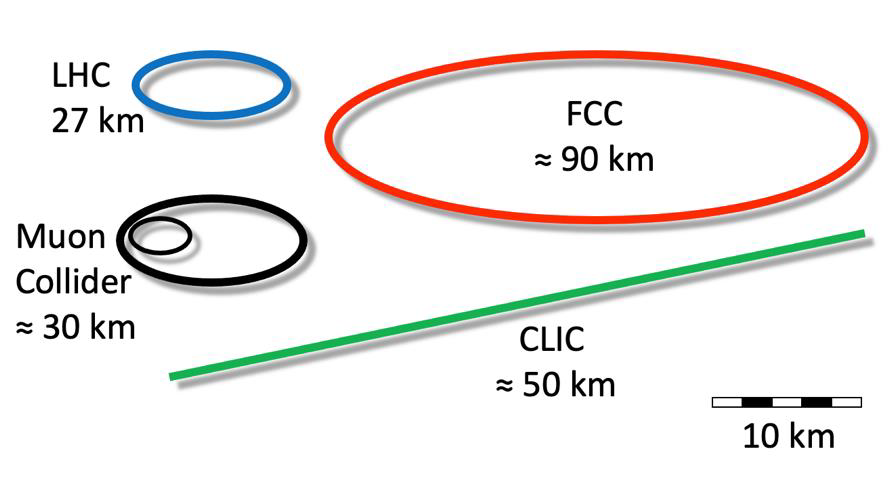 LHC
27 km
FCC
≈ 90 km
Muon
Collider
≈ 30 km
CLIC
≈ 50 km
10 km